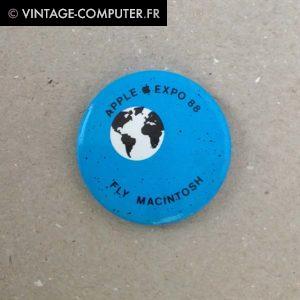 © VINTAGE-COMPUTER.FR
APPLE EXPO 88
FLY MACINTOSH